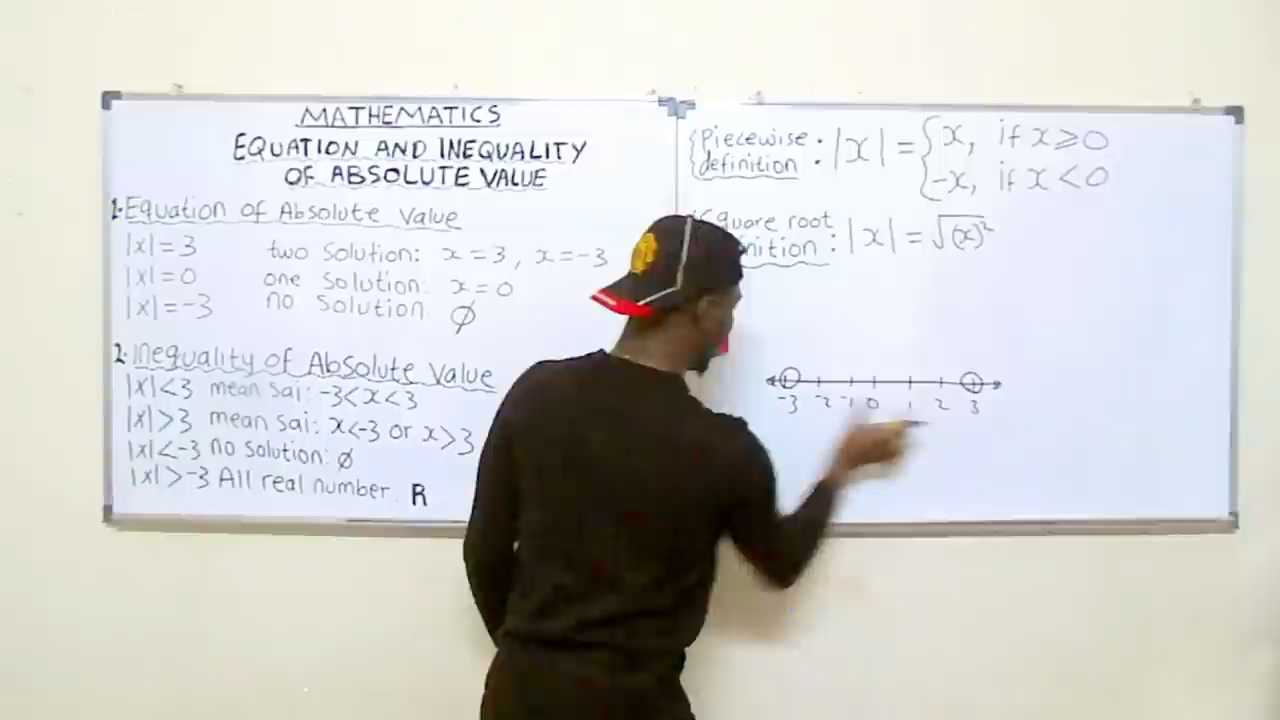 MATHEMATICS
EQUATION AND INEQUALITY
OF ABSOLUTE VALUE
1. Equation of Absolute Value
|x|=3 two solution: x=3, x=-3
|x|=0 one solution: x=0
|x|=-3 no solution ∅
2. Inequality of Absolute Value
|x|<3 mean sai: -3<x<3
|x|>3 mean sai: x<-3 or x>3
|x|<-3 no solution: ∅
|x|>-3 All real number R
Piecewise definition: |x| = { x, if x⩾0
-x, if x<0
quare root
nition: |x| = √(x)²
-3 -2 -1 0 1 2 3